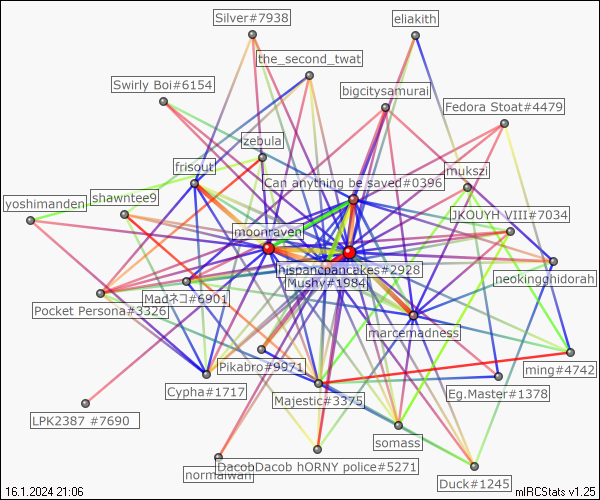 Silver#7938
eliakith
the_second_twat
Swirly Boi#6154
bigcitysamurai
Fedora Stoat#4479
zebula
frisout
mukszi
Can anything be saved#0396
yoshimanden
shawntee9
JKOUYH VIII#7034
moonraven
hispancpancakes#2928
neokingghidorah
Mushy#1984
Madネコ#6901
Pocket Persona#3326
marcemadness
Pikabro#9971
ming#4742
Cypha#1717
Eg.Master#1378
Majestic#3375
LPK2387 #7690
somass
DacobDacob hORNY police#5271
normalwan
Duck#1245
16.1.2024 21:06
mIRCStats v1.25